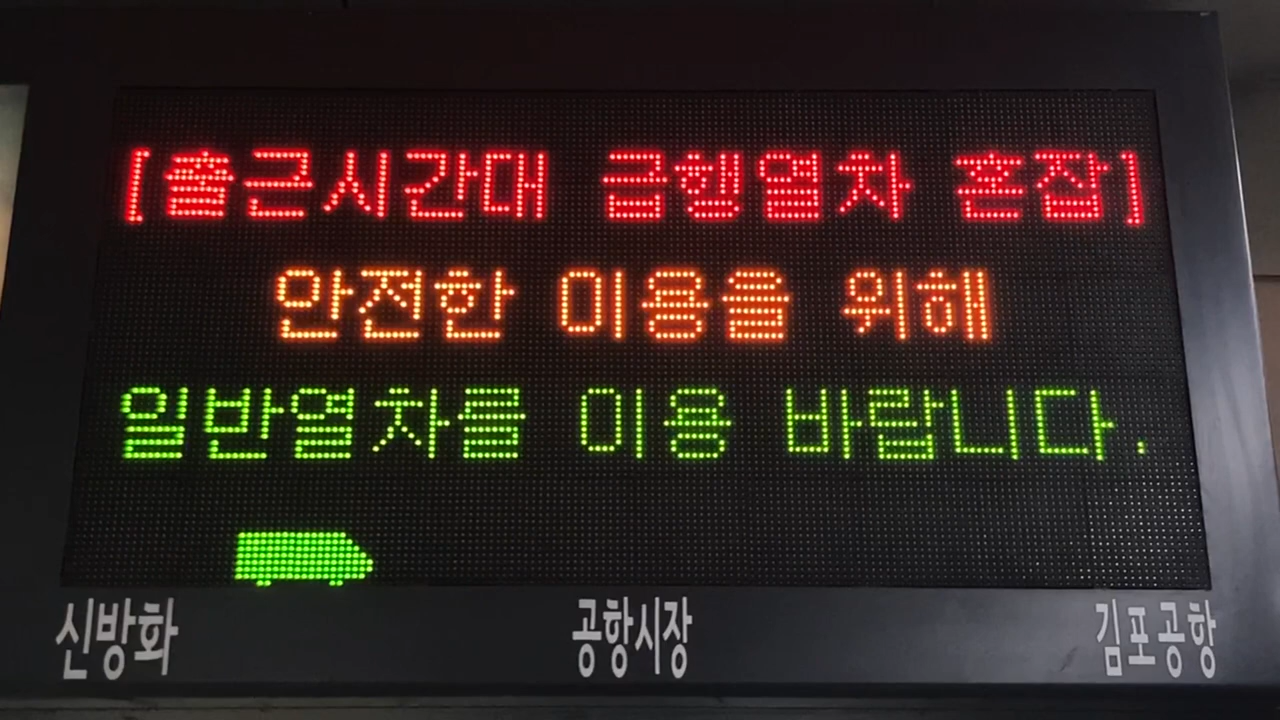 [출근시간대 급행열차 혼잡]
안전한 이용을 위해
일반열차를 이용 바랍니다.
신방화 공항시장 김포공항